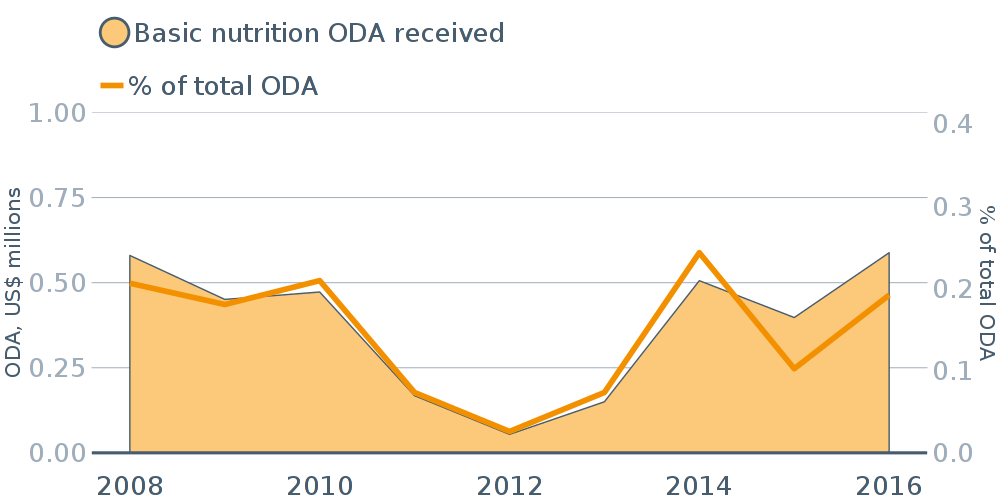 Basic nutrition ODA received
% of total ODA
1.00
0.75
0.50
0.25
0.00
ODA, US$ millions
0.4
0.3
0.2
0.1
0.0
% of total ODA
2008 2010 2012 2014 2016